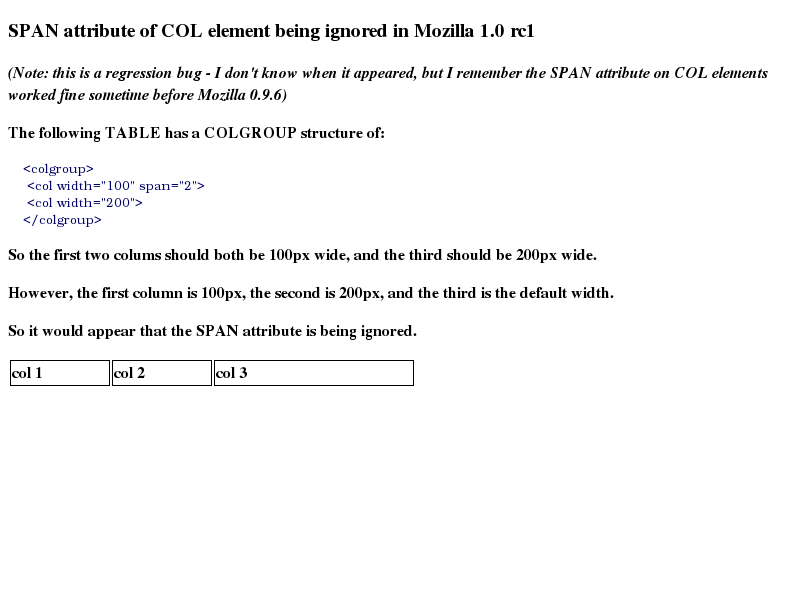 SPAN attribute of COL element being ignored in Mozilla 1.0 rc1
(Note: this is a regression bug - I don't know when it appeared, but I remember the SPAN attribute on COL elements
worked fine sometime before Mozilla 0.9.6)
The following TABLE has a COLGROUP structure of:
<colgroup>
<col width="100" span="2">
<col width="200">
</colgroup>
So the first two colums should both be 100px wide, and the third should be 200px wide.
However, the first column is 100px, the second is 200px, and the third is the default width.
So it would appear that the SPAN attribute is being ignored.
col 1 col 2 col 3